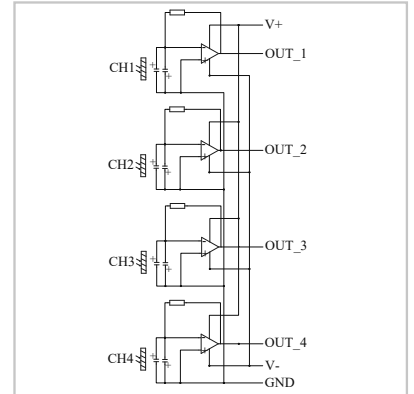 V+
OUT_1
CH1
OUT_2
CH2
OUT_3
CH3
OUT_4
CH4
V-
GND